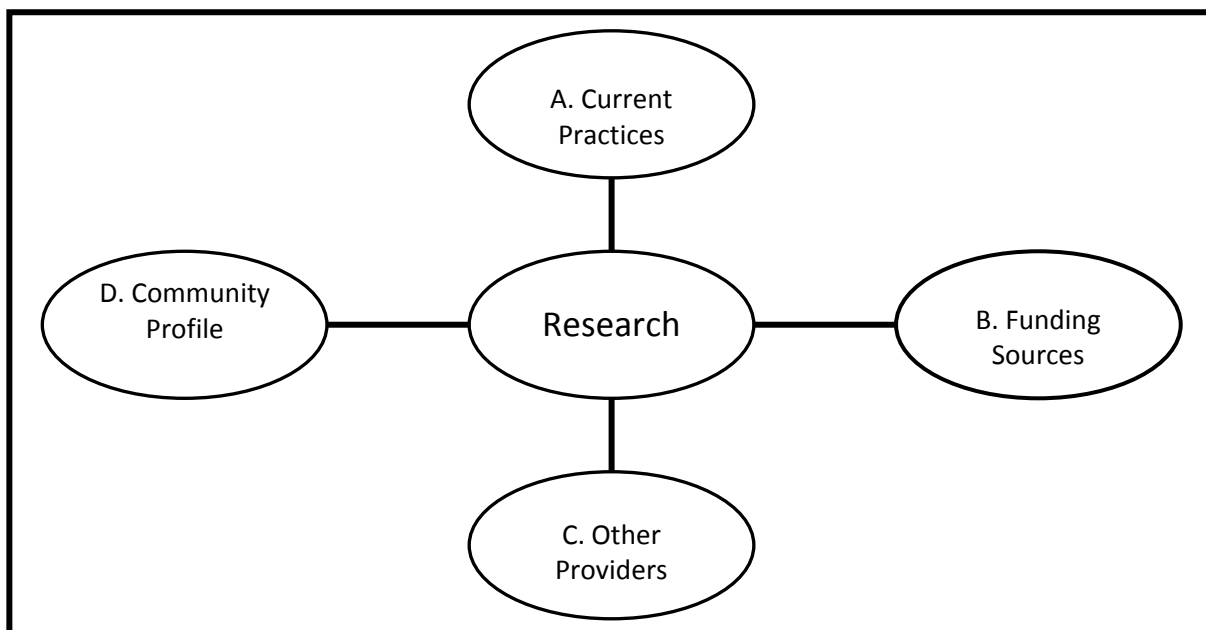 A. Current
Practices
D. Community
Profile
Research
B. Funding
Sources
C. Other
Providers